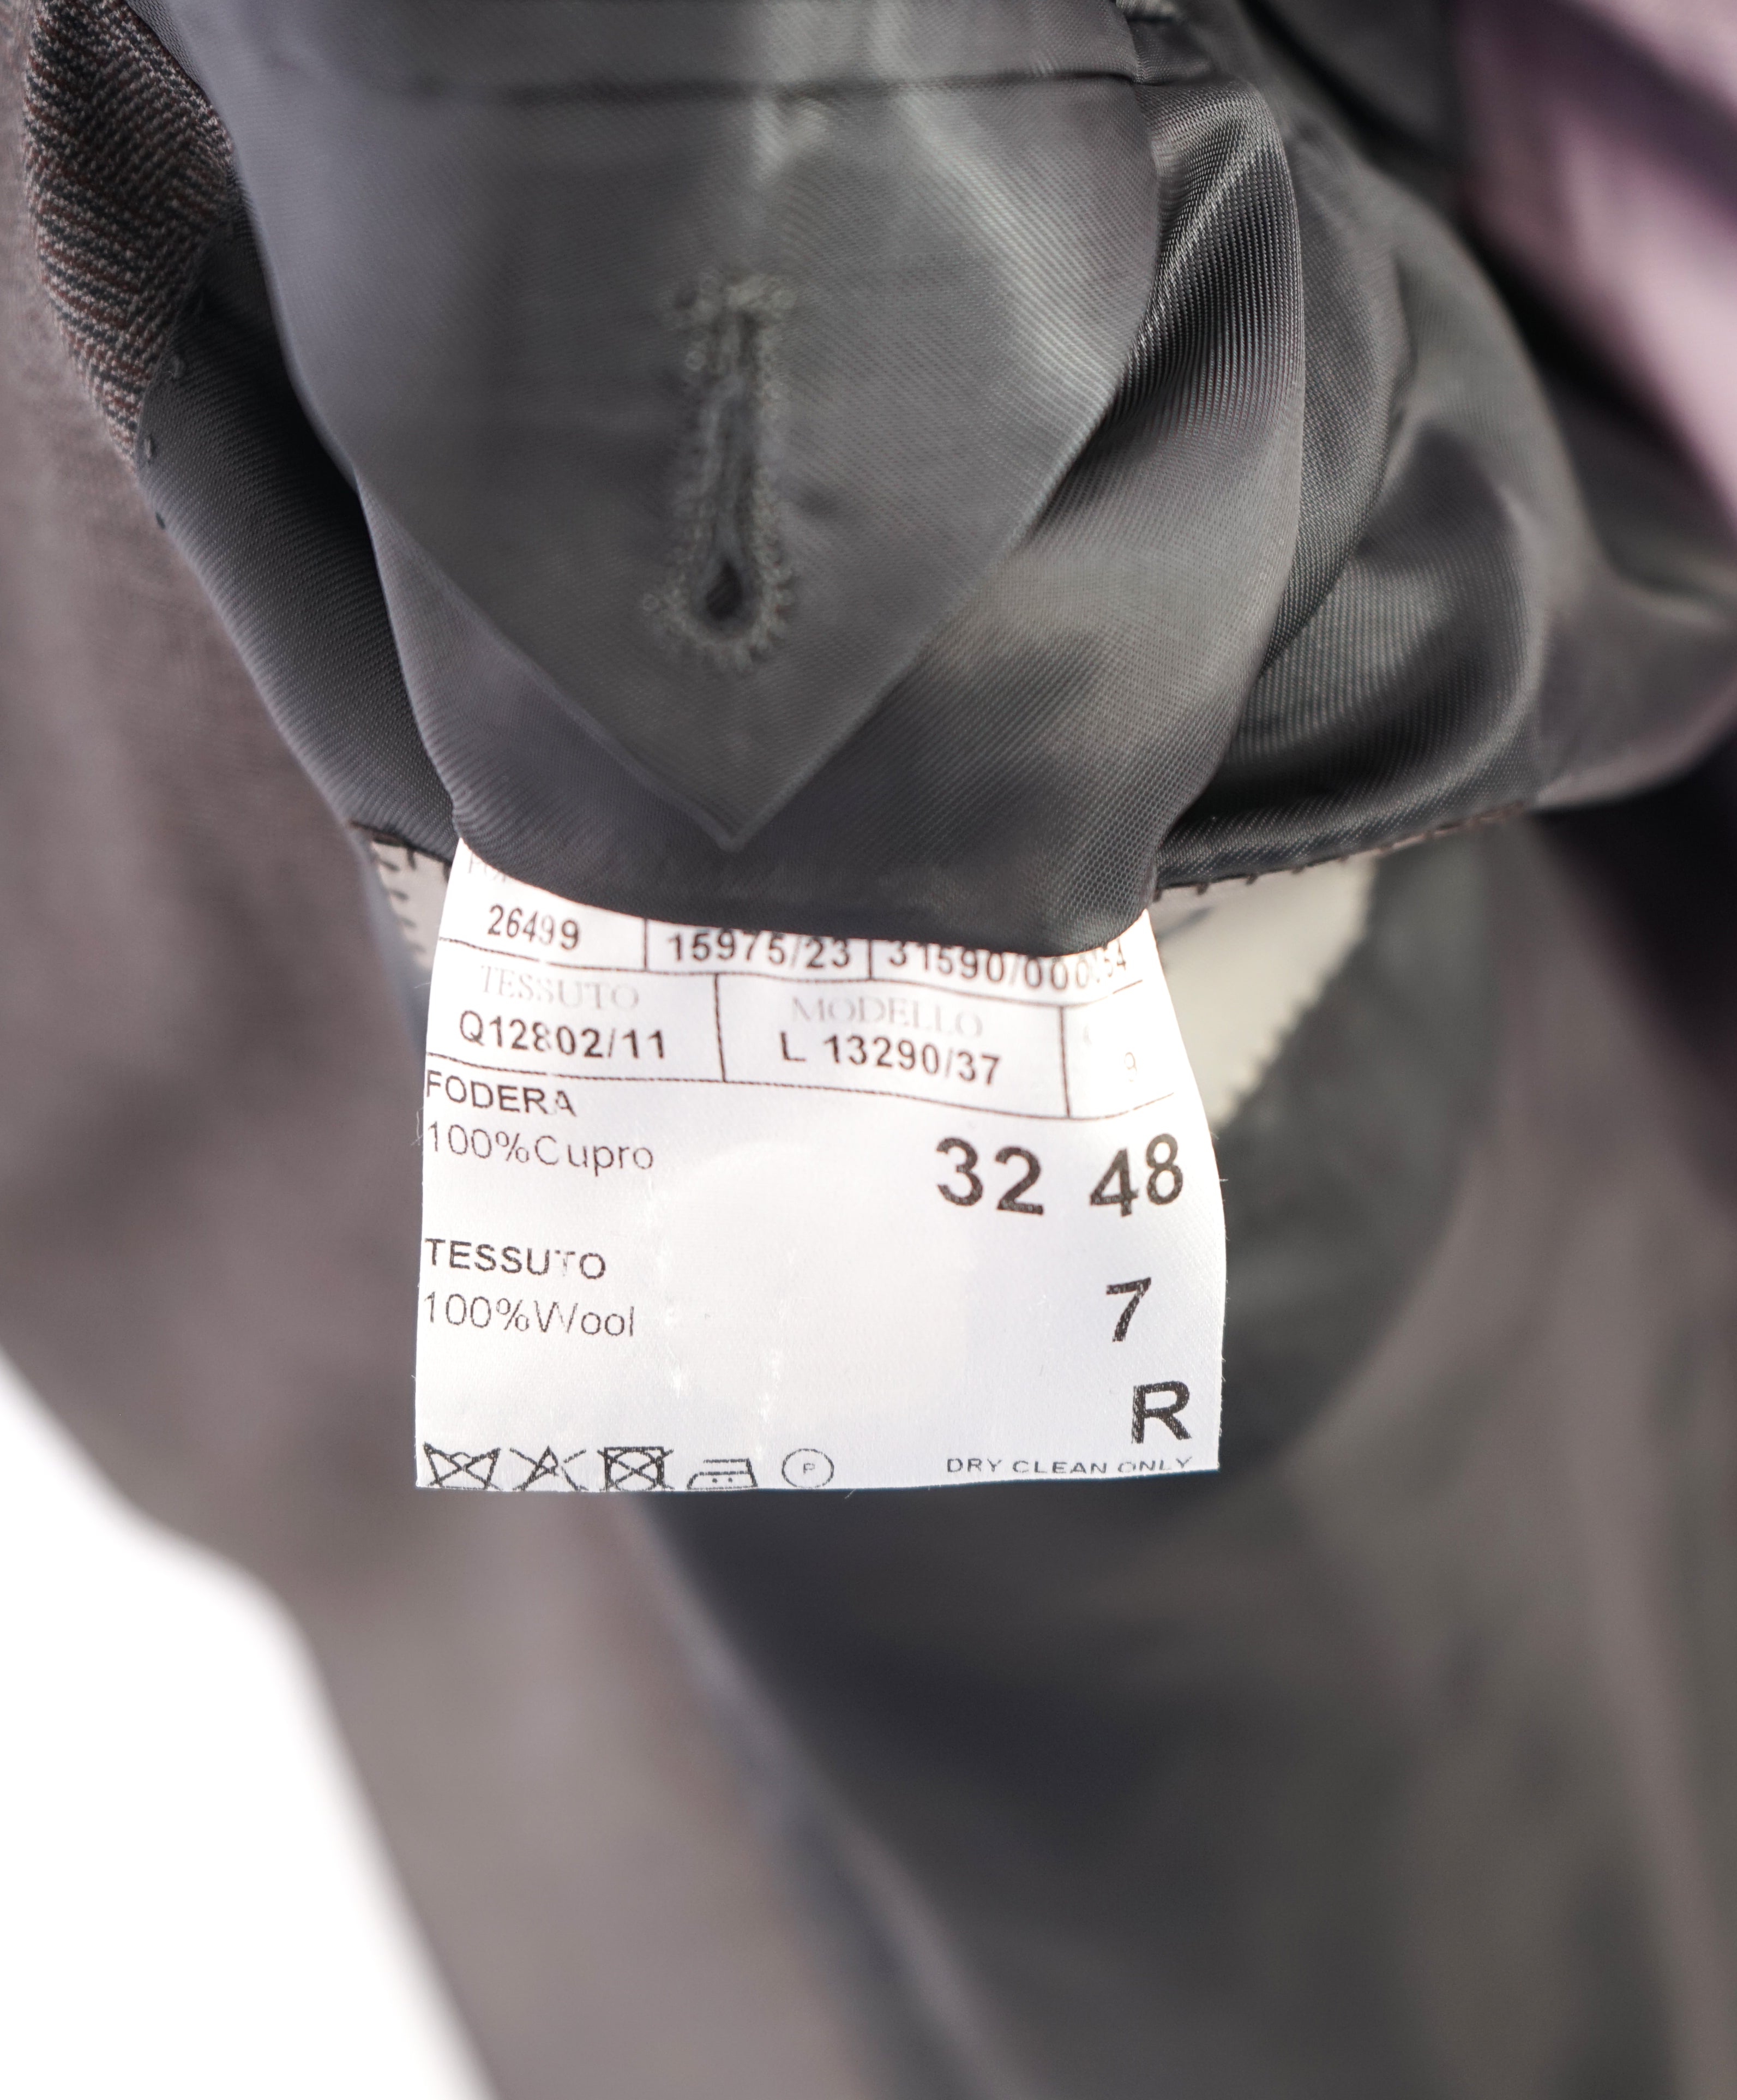 26499 15975/23
TESSUTO MODELLO
Q12802/11 L 13290/37
FODERA
100%Cupro
32 48
TESSUTO
100%Wool
7
R
P DRY CLEAN ONLY